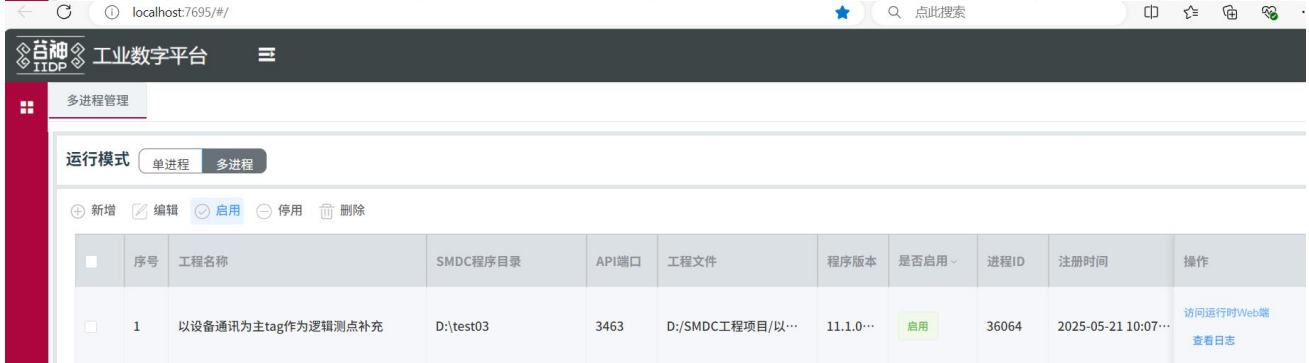 localhost:7695/#/
点此搜索
谷神
IIDP
工业数字平台
多进程管理
运行模式 单进程 多进程
新增 编辑 启用 停用 删除
序号 工程名称 SMDC程序目录 API端口 工程文件 程序版本 是否启用 进程ID 注册时间 操作
1 以设备通讯为主tag作为逻辑测点补充 D:\test03 3463 D:/SMDC工程项目/以… 11.1.0… 启用 36064 2025-05-21 10:07… 访问运行时Web端
查看日志